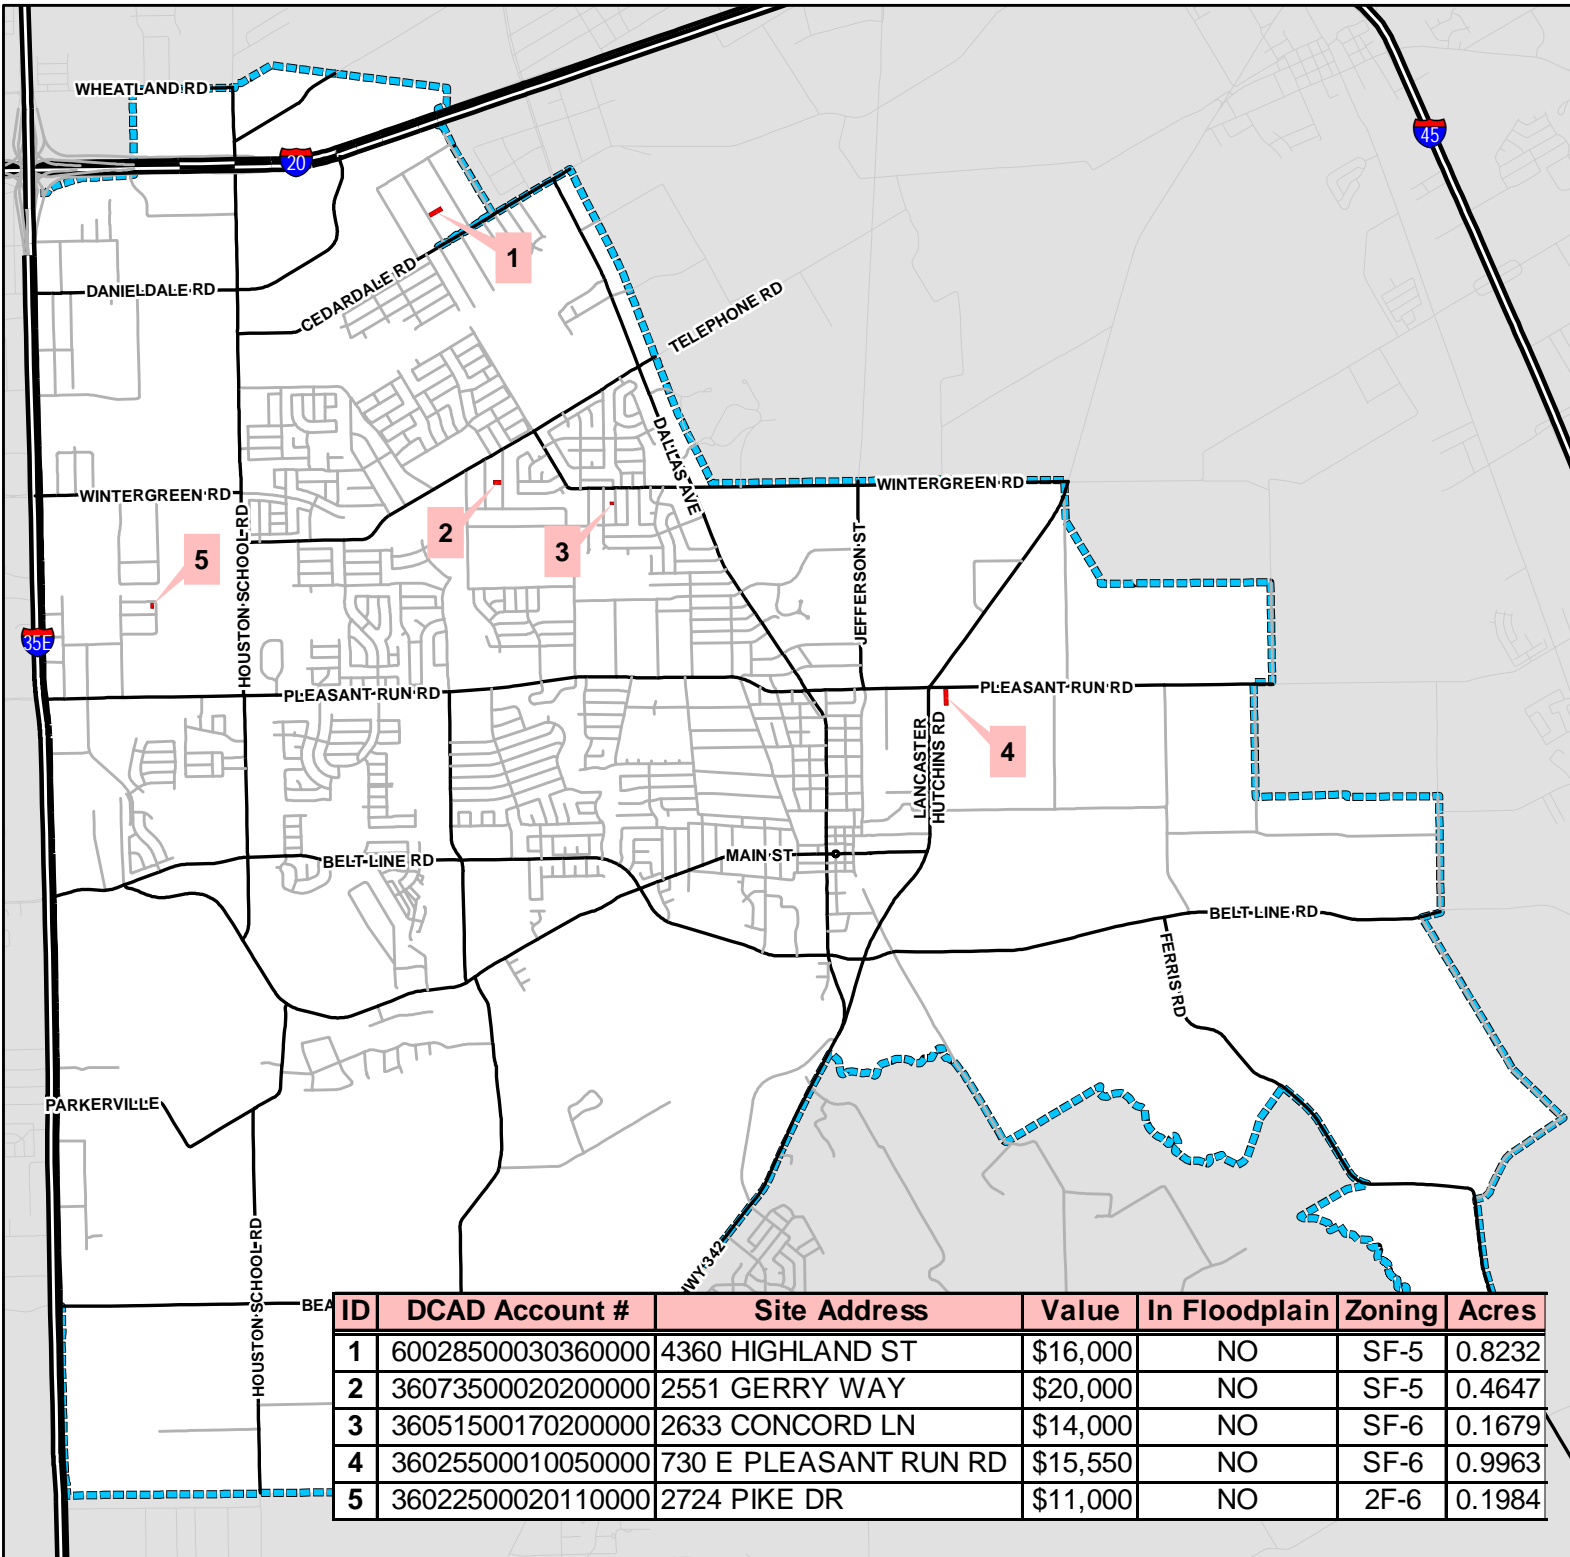 WHEATLAND RD
20
45
1
DANIELDALE RD
CEDARDALE RD
TELEPHONE RD
DALLAS AVE
WINTERGREEN RD
WINTERGREEN RD
2
3
5
HOUSTON SCHOOL RD
JEFFERSON ST
35E
PLEASANT RUN RD
PLEASANT RUN RD
4
LANCASTER
HUTCHINS RD
MAIN ST
BELT LINE RD
BELT LINE RD
FERRIS RD
PARKERVILLE
HOUSTON SCHOOL RD
HWY 342
BEA
ID DCAD Account # Site Address Value In Floodplain Zoning Acres
1 60028500030360000 4360 HIGHLAND ST $16,000 NO SF-5 0.8232
2 36073500020200000 2551 GERRY WAY $20,000 NO SF-5 0.4647
3 36051500170200000 2633 CONCORD LN $14,000 NO SF-6 0.1679
4 36025500010050000 730 E PLEASANT RUN RD $15,550 NO SF-6 0.9963
5 36022500020110000 2724 PIKE DR $11,000 NO 2F-6 0.1984